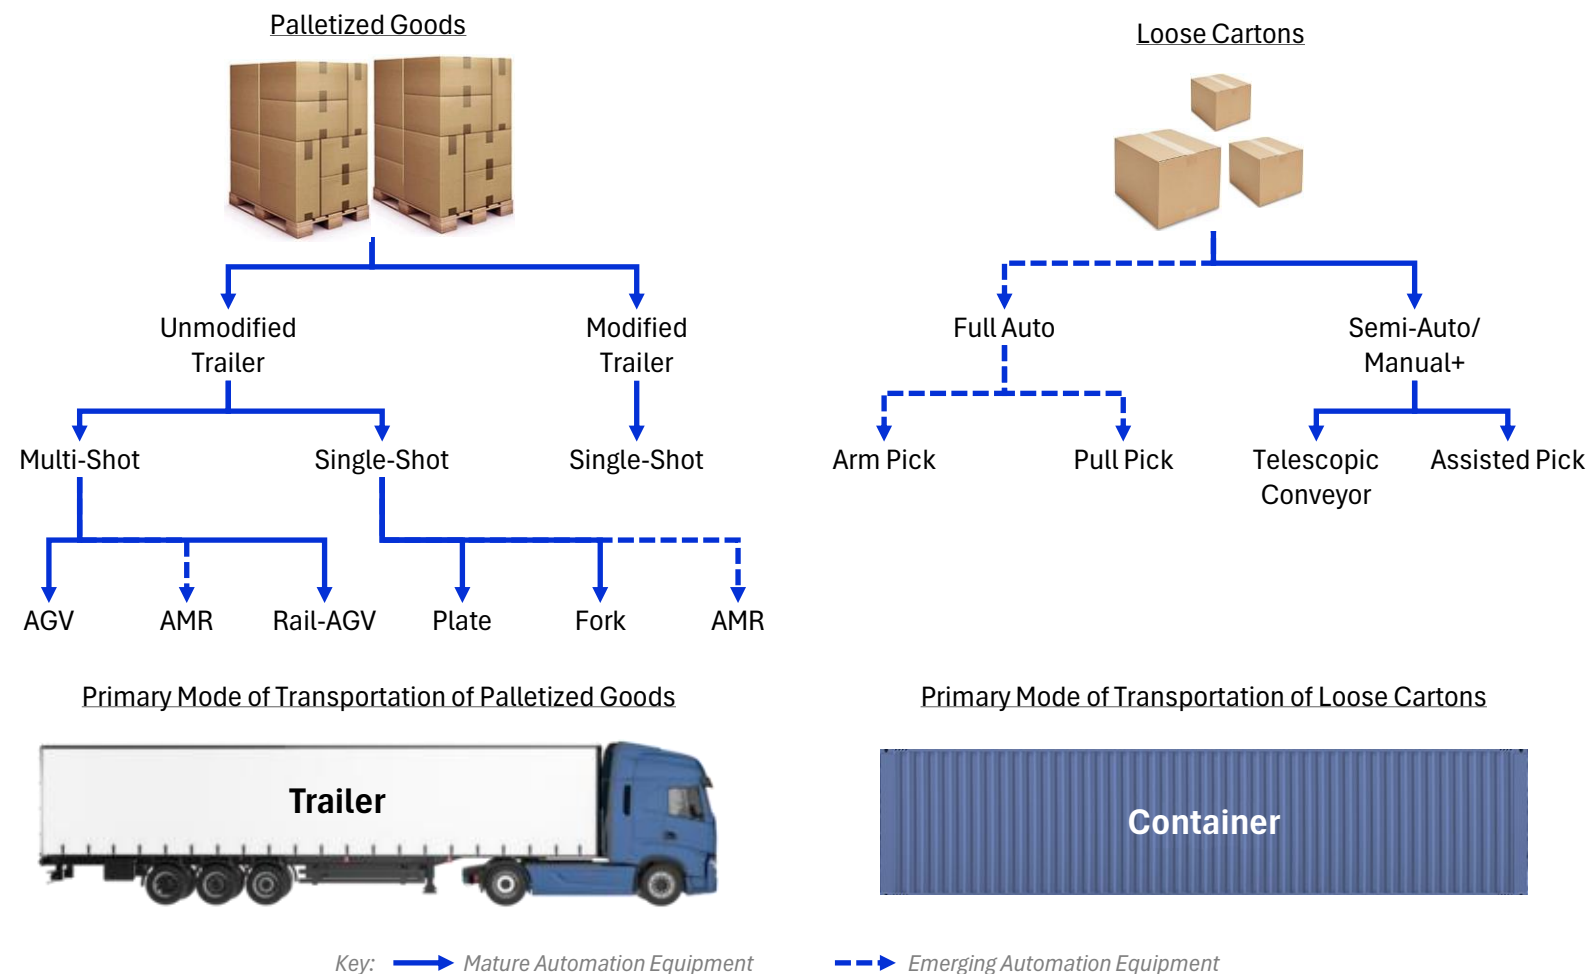 Palletized Goods
Loose Cartons
Unmodified
Trailer
Modified
Trailer
Full Auto
Semi-Auto/
Manual+
Multi-Shot
Single-Shot
Single-Shot
Arm Pick
Pull Pick
Telescopic
Conveyor
Assisted Pick
AGV
AMR
Rail-AGV
Plate
Fork
AMR
Primary Mode of Transportation of Palletized Goods
Primary Mode of Transportation of Loose Cartons
Trailer
Container
Key:
Mature Automation Equipment
Emerging Automation Equipment